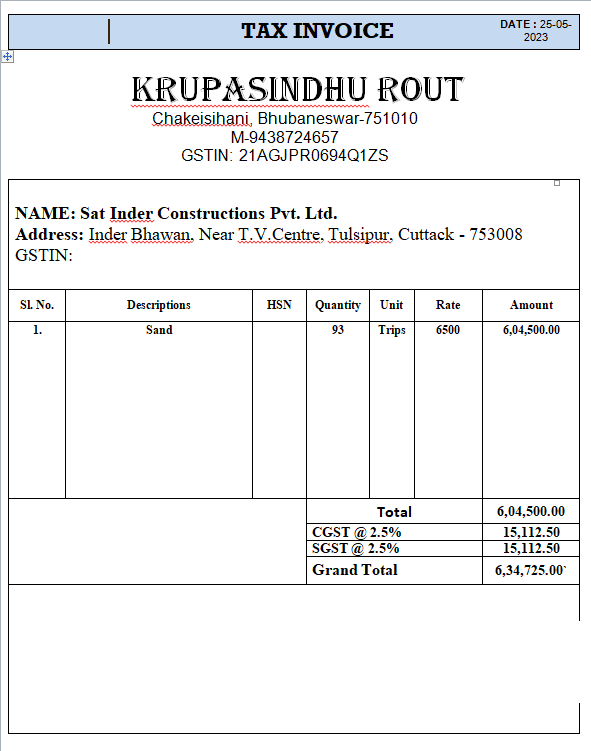 TAX INVOICE
DATE : 25-05-
2023
KRUPASINDHU ROUT
Chakeisihani, Bhubaneswar-751010
M-9438724657
GSTIN: 21AGJPR0694Q1ZS
NAME: Sat Inder Constructions Pvt. Ltd.
Address: Inder Bhawan, Near T.V.Centre, Tulsipur, Cuttack - 753008
GSTIN:
Sl. No. Descriptions HSN Quantity Unit Rate Amount
1. Sand 93 Trips 6500 6,04,500.00
Total 6,04,500.00
CGST @ 2.5% 15,112.50
SGST @ 2.5% 15,112.50
Grand Total 6,34,725.00`